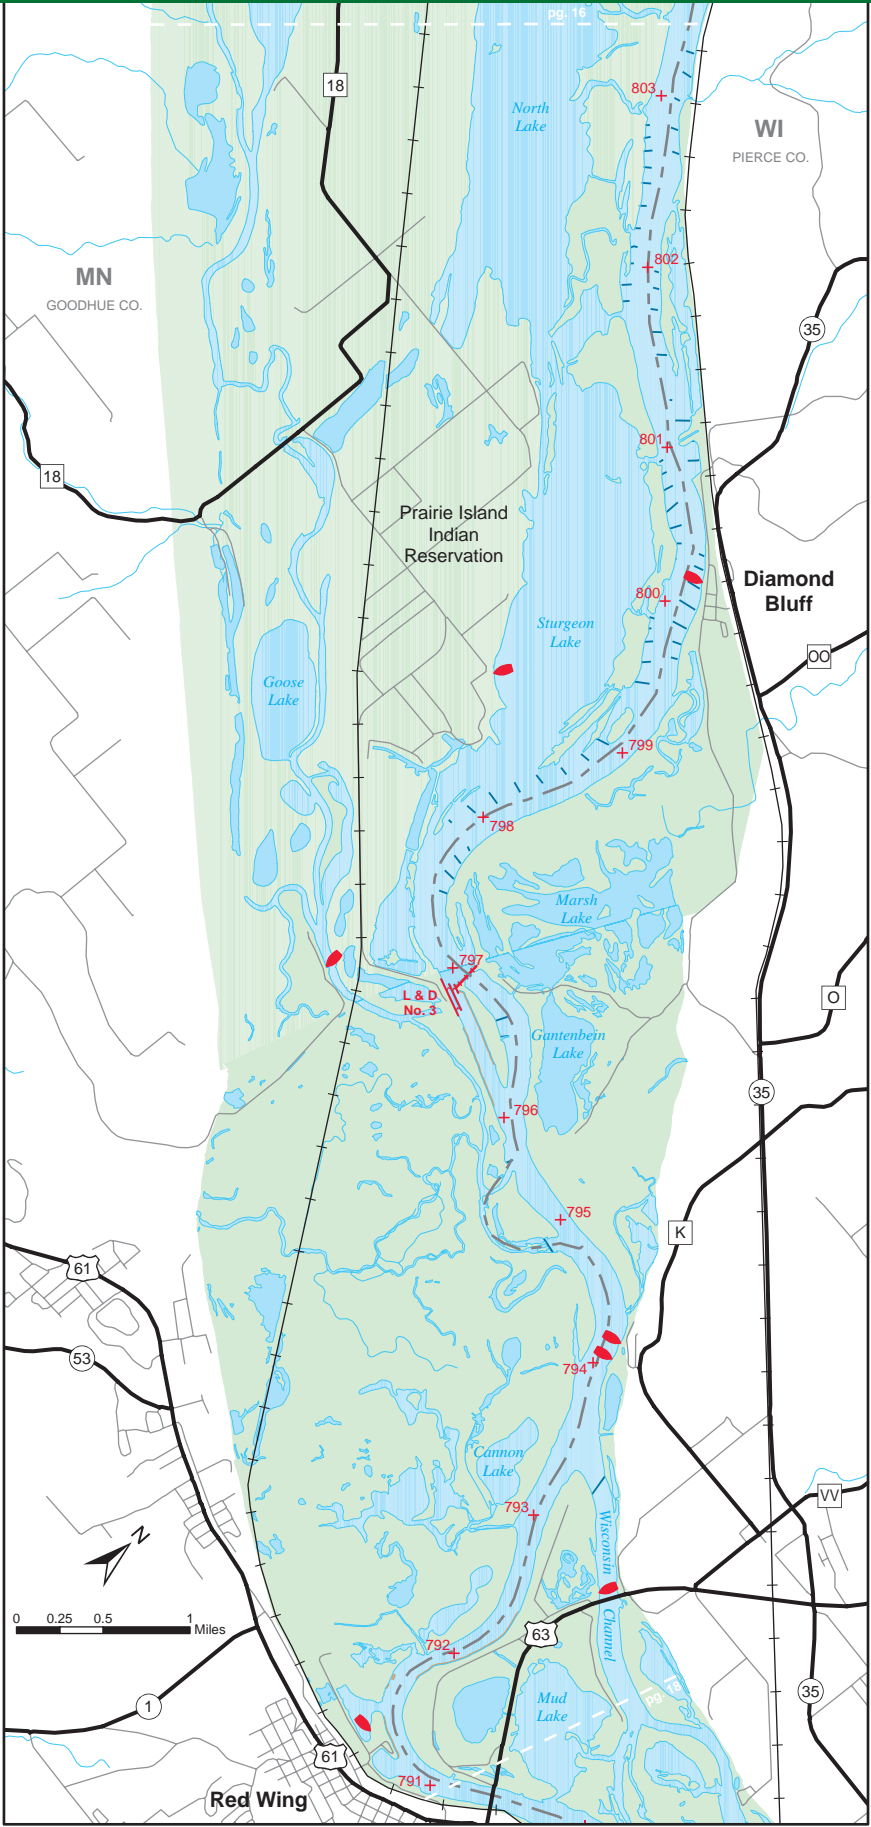 pg. 16
18
803
North
Lake
WI
PIERCE CO.
802
MN
GOODHUE CO.
35
801
18
Prairie Island
Indian
Reservation
Diamond
Bluff
800
Sturgeon
Lake
OO
Goose
Lake
799
798
Marsh
Lake
797
L & D
No. 3
O
Gantenbein
Lake
35
796
795
K
61
53
794
Cannon
Lake
VV
793
Wisconsin
Channel
N
0 0.25 0.5 1
Miles
63
792
pg. 18
35
Mud
Lake
1
61
791
Red Wing